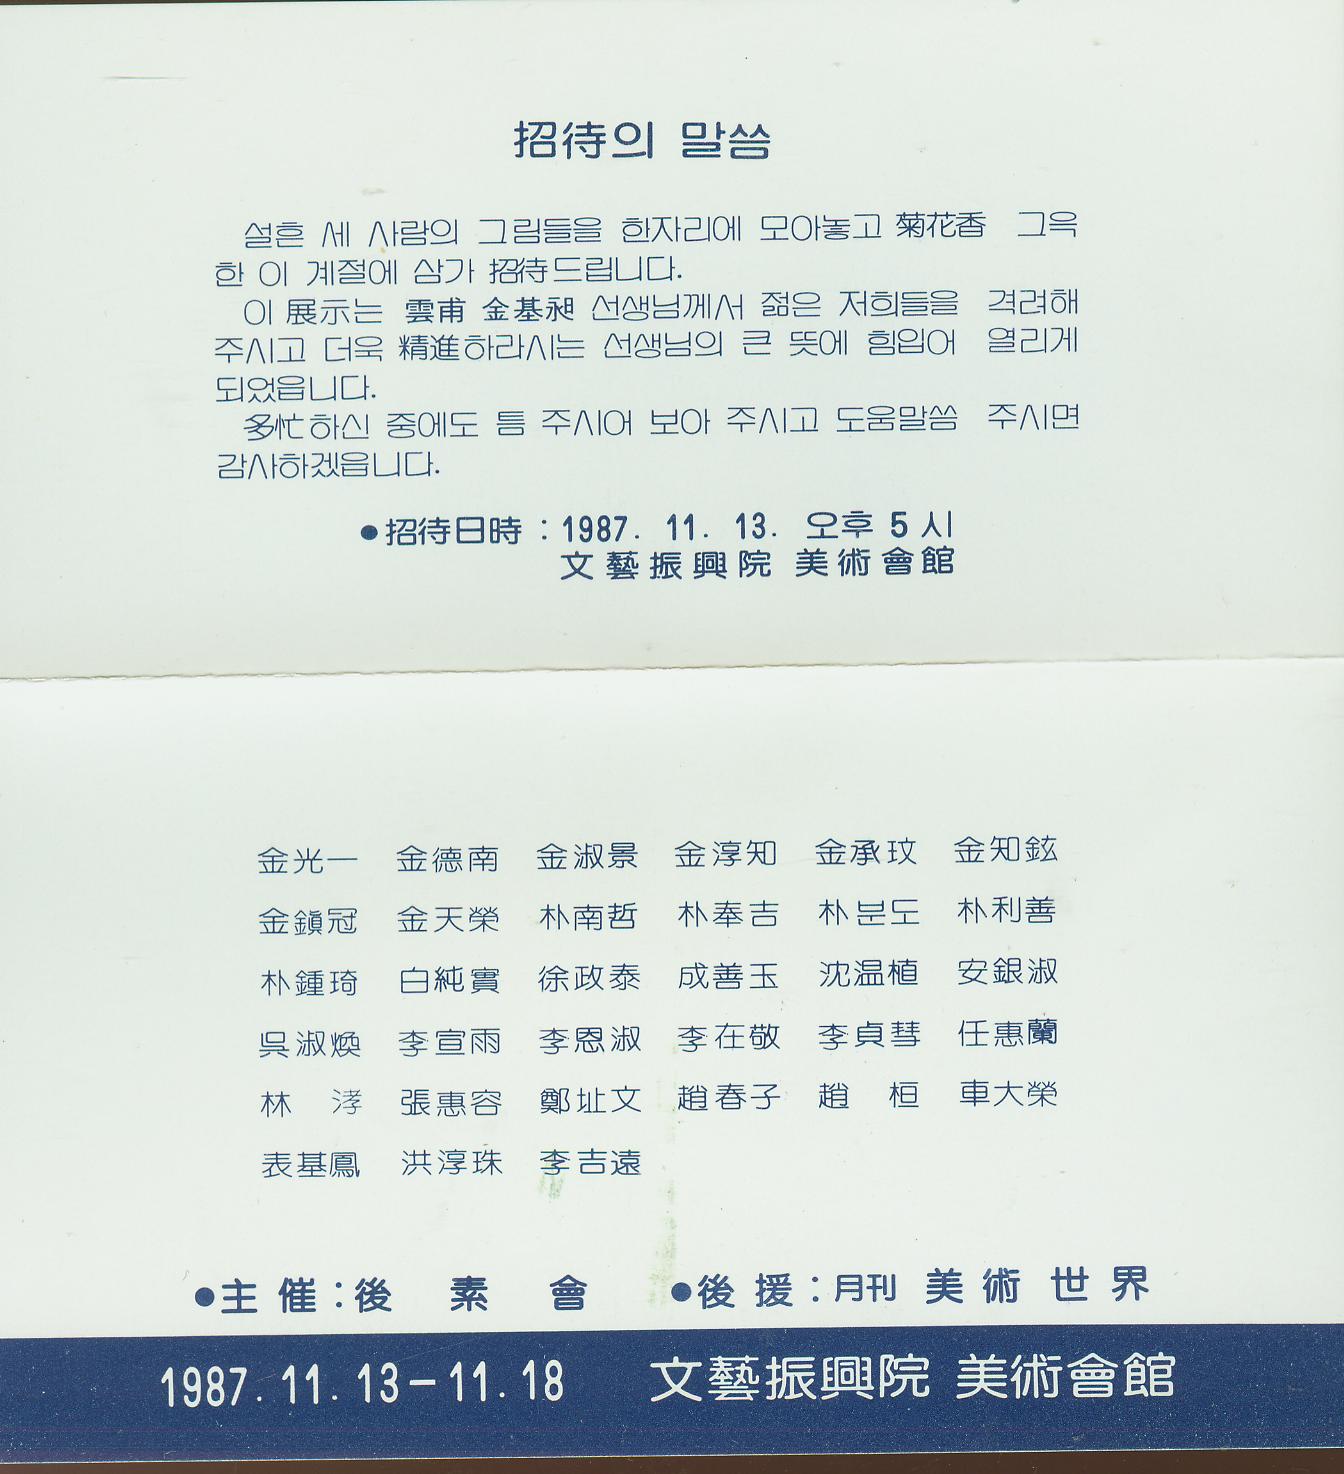 招待의 말씀
설흔 세 사람의 그림들을 한자리에 모아놓고 菊花香 그윽
한 이 계절에 삼가 招待드립니다.
이 展示는 雲甫 金基昶 선생님께서 젊은 저희들을 격려해
주시고 더욱 精進하라시는 선생님의 큰 뜻에 힘입어 열리게
되었읍니다.
多忙하신 중에도 틈 주시어 보아 주시고 도움말씀 주시면
감사하겠읍니다.
●招待日時 : 1987. 11. 13. 오후 5 시
文藝振興院 美術會館
金光一 金德南 金淑景 金淳知 金承玟 金知鉉
金鎭冠 金天榮 朴南哲 朴奉吉 朴분도 朴利善
朴鍾琦 白純實 徐政泰 成善玉 沈温植 安銀淑
吳淑煥 李宣雨 李恩淑 李在敬 李貞彗 任惠蘭
林 浡 張惠容 鄭址文 趙春子 趙 桓 車大榮
表基鳳 洪淳珠 李吉遠
●主 催 : 後 素 會 ●後 援 : 月刊 美 術 世 界
1987. 11. 13－11. 18 文藝振興院 美術會館